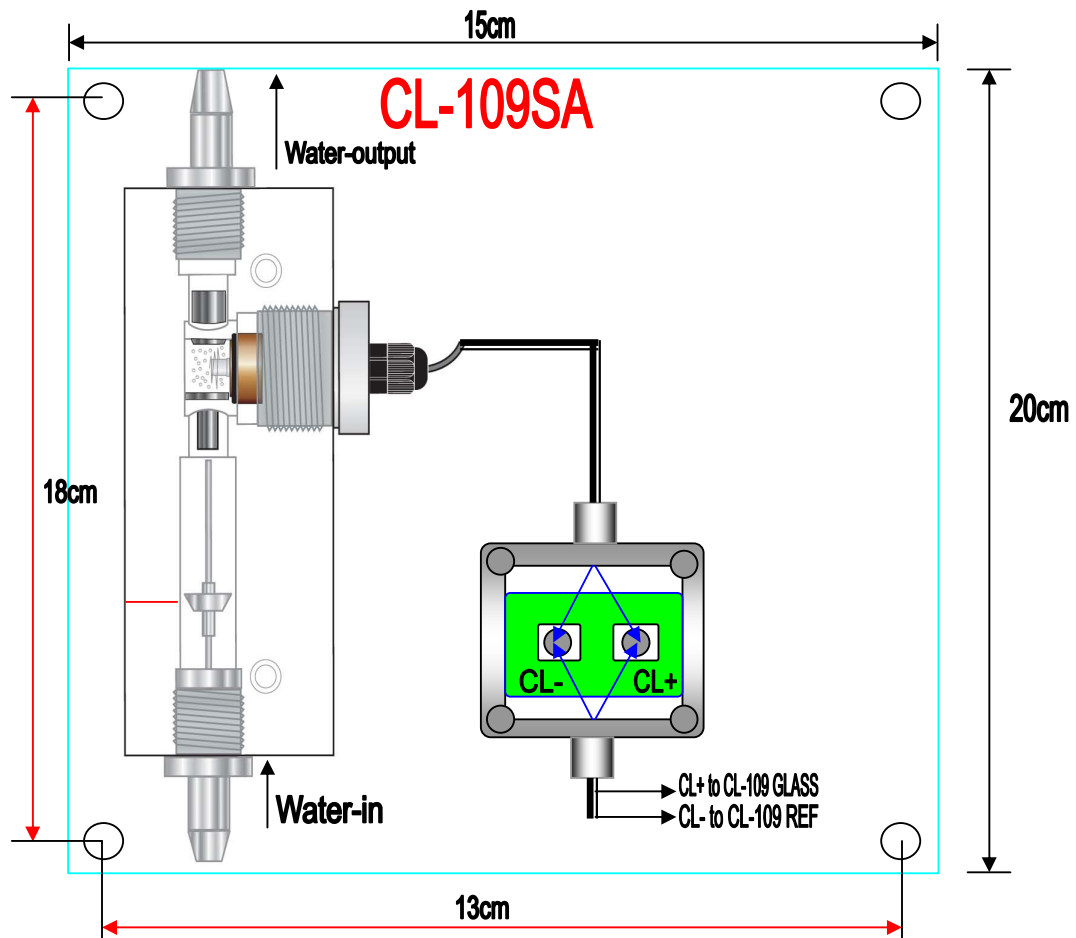 15cm
CL-109SA
Water-output
20cm
18cm
CL- CL+
CL+ to CL-109 GLASS
CL- to CL-109 REF
Water-in
13cm